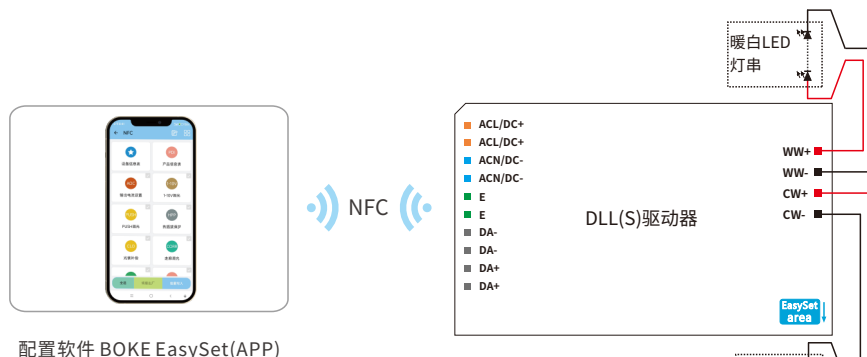 暖白LED
灯串
NFC
NFC
ACL/DC+
ACL/DC+
ACN/DC-
ACN/DC-
E
E
DA-
DA-
DA+
DA+
DLL(S)驱动器
WW+
WW-
CW+
CW-
EasySet
area
配置软件 BOKE EasySet(APP)